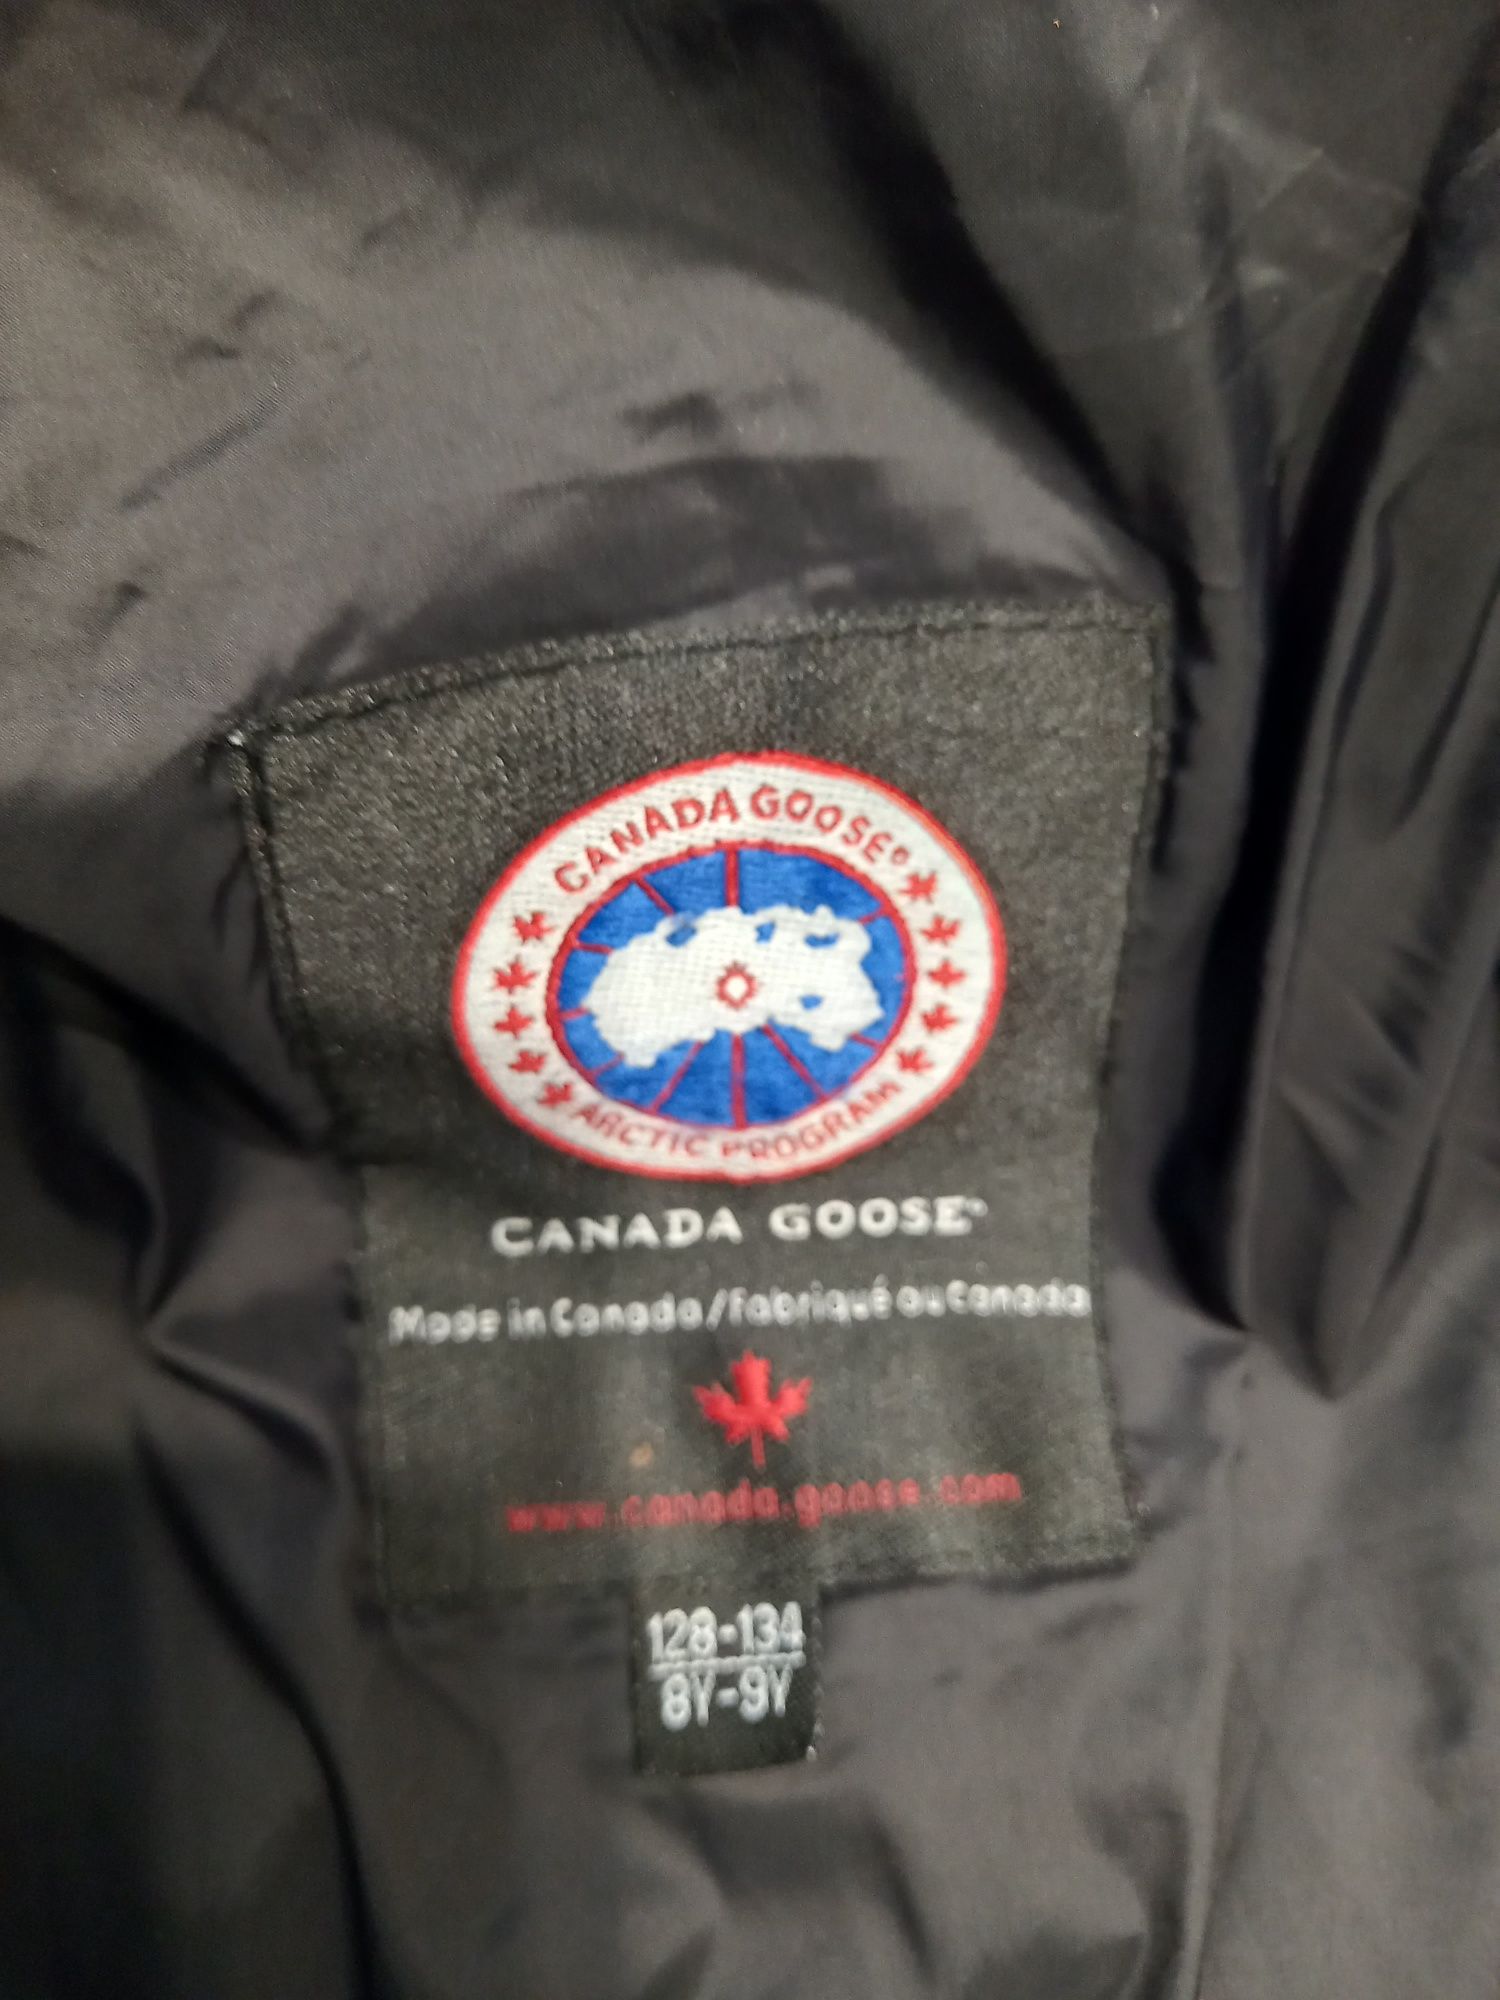 CANADA GOOSE®
ARCTIC PROGRAM
CANADA GOOSE®
Made in Canada/Fabriqué au Canada
www.canada.goose.com
128-134
8Y-9Y